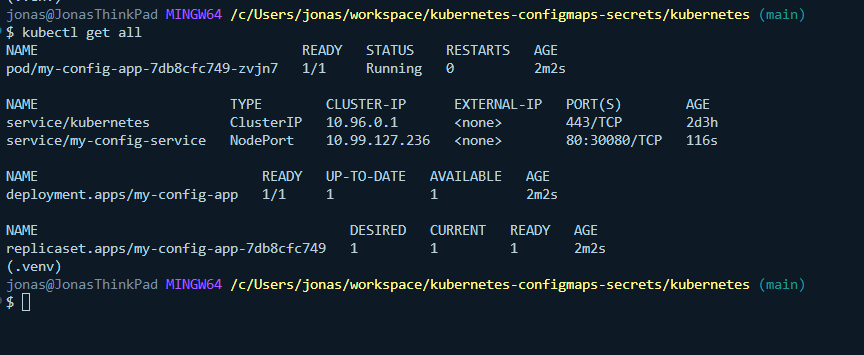 (.venv)
jonas@JonasThinkPad MINGW64 /c/Users/jonas/workspace/kubernetes-configmaps-secrets/kubernetes (main)
$ kubectl get all
NAME READY STATUS RESTARTS AGE
pod/my-config-app-7db8cfc749-zvjn7 1/1 Running 0 2m2s
NAME TYPE CLUSTER-IP EXTERNAL-IP PORT(S) AGE
service/kubernetes ClusterIP 10.96.0.1 <none> 443/TCP 2d3h
service/my-config-service NodePort 10.99.127.236 <none> 80:30080/TCP 116s
NAME READY UP-TO-DATE AVAILABLE AGE
deployment.apps/my-config-app 1/1 1 1 2m2s
NAME DESIRED CURRENT READY AGE
replicaset.apps/my-config-app-7db8cfc749 1 1 1 2m2s
(.venv)
jonas@JonasThinkPad MINGW64 /c/Users/jonas/workspace/kubernetes-configmaps-secrets/kubernetes (main)
$